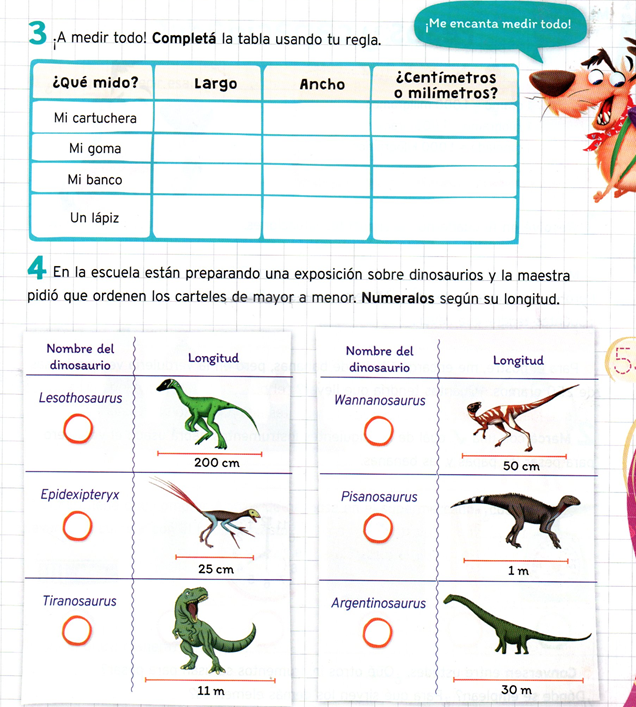 ¡Me encanta medir todo!
3 ¡A medir todo! Completá la tabla usando tu regla.
¿Qué mido? Largo Ancho ¿Centímetros
o milímetros?
Mi cartuchera
Mi goma
Mi banco
Un lápiz
4 En la escuela están preparando una exposición sobre dinosaurios y la maestra
pidió que ordenen los carteles de mayor a menor. Numeralos según su longitud.
Nombre del
dinosaurio
Longitud
Lesothosaurus
200 cm
Epidexipteryx
25 cm
Tiranosaurus
11 m
Nombre del
dinosaurio
Longitud
Wannanosaurus
50 cm
Pisanosaurus
1 m
Argentinosaurus
30 m